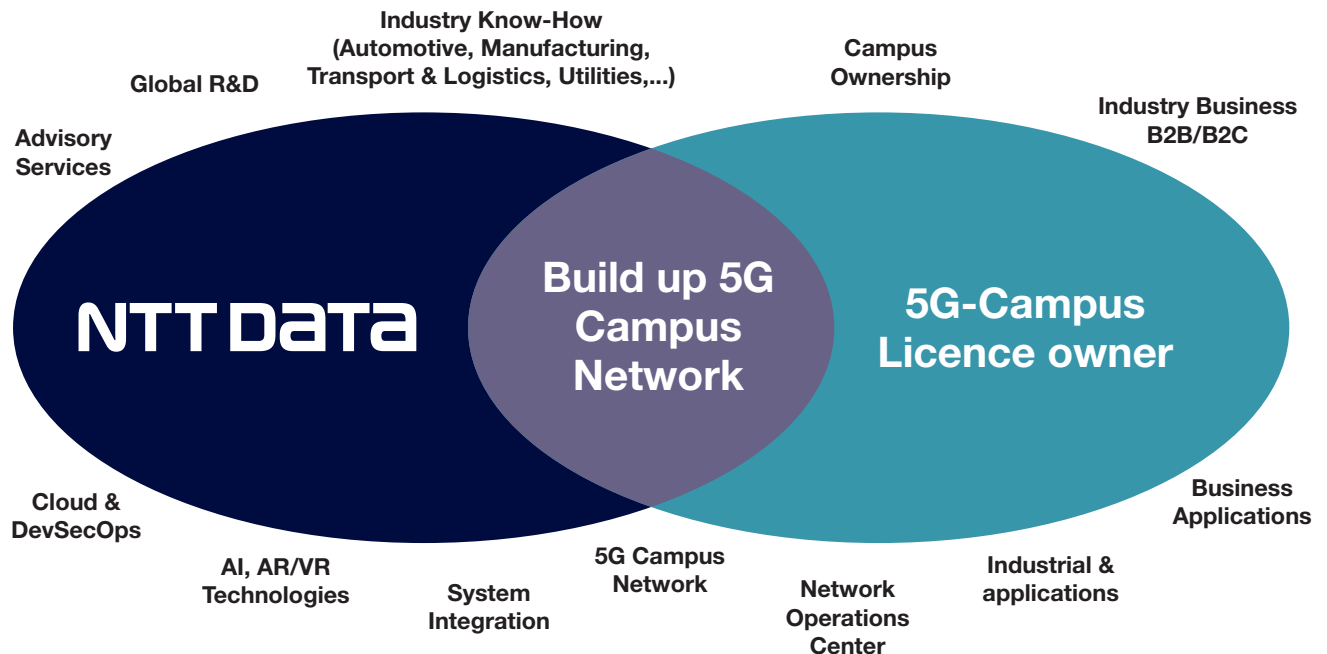 Industry Know-How
(Automotive, Manufacturing,
Transport & Logistics, Utilities,...)
Campus
Ownership
Global R&D
Industry Business
B2B/B2C
Advisory
Services
NTT DaTa
Build up 5G
Campus
Network
5G-Campus
Licence owner
Cloud &
DevSecOps
Business
Applications
AI, AR/VR
Technologies
System
Integration
5G Campus
Network
Network
Operations
Center
Industrial &
applications